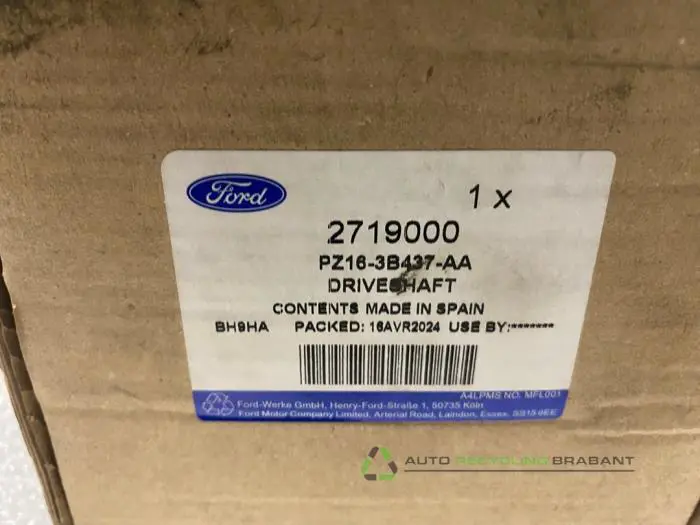 Ford
1 x
2719000
PZ16-3B437-AA
DRIVESHAFT
CONTENTS MADE IN SPAIN
BH9HA PACKED: 16AVR2024 USE BY:*******
A4LPMS NO. MFL001
Ford-Werke GmbH, Henry-Ford-Straße 1, 50735 Köln
Ford Motor Company Limited, Arterial Road, Laindon, Essex. SS15 6EE
AUTO RECYCLING BRABANT